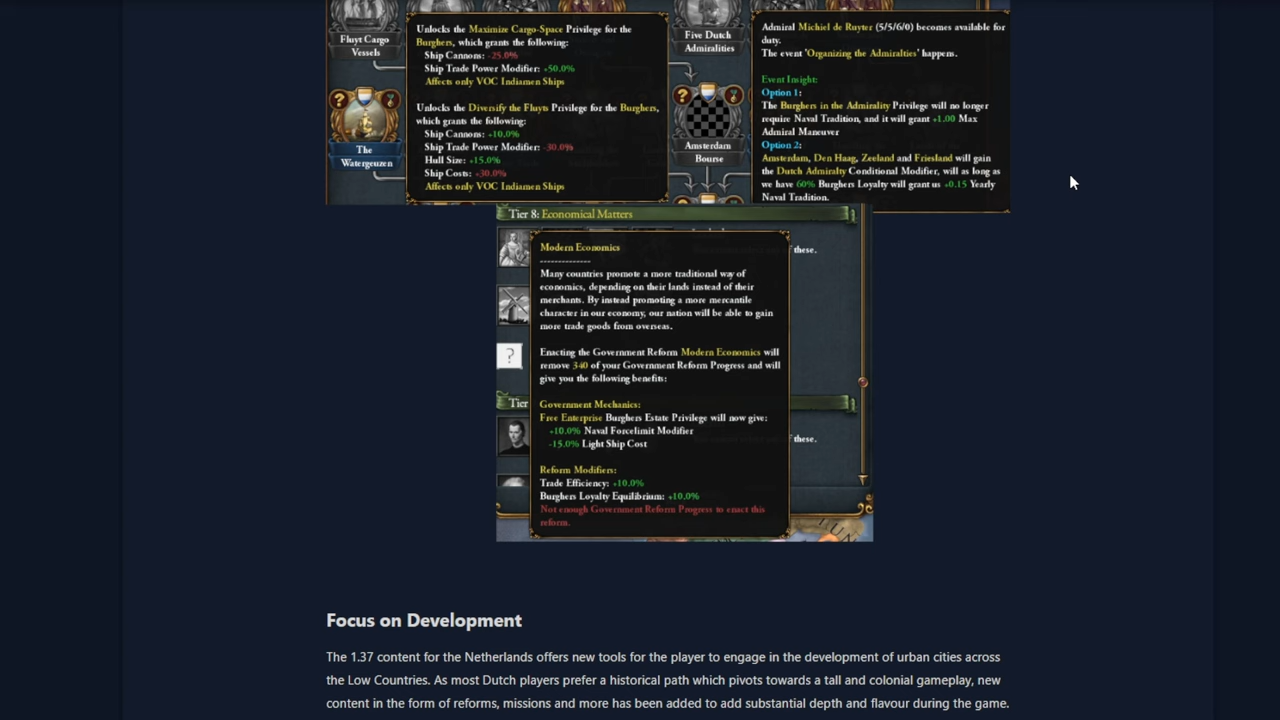 Fluyt Cargo
Vessels
The
Watergeuzen
Unlocks the Maximize Cargo-Space Privilege for the
Burghers, which grants the following:
Ship Cannons: -25.0%
Ship Trade Power Modifier: +50.0%
Affects only VOC Indiamen Ships
Unlocks the Diversify the Fluyts Privilege for the Burghers,
which grants the following:
Ship Cannons: +10.0%
Ship Trade Power Modifier: -30.0%
Hull Size: +15.0%
Ship Costs: +30.0%
Affects only VOC Indiamen Ships
Five Dutch
Admiralities
Amsterdam
Bourse
Admiral Michiel de Ruyter (5/5/6/0) becomes available for
duty.
The event 'Organizing the Admiralties' happens.
Event Insight:
Option 1:
The Burghers in the Admirality Privilege will no longer
require Naval Tradition, and it will grant +1.00 Max
Admiral Maneuver
Option 2:
Amsterdam, Den Haag, Zeeland and Friesland will gain
the Dutch Admiralty Conditional Modifier, will as long as
we have 60% Burghers Loyalty will grant us +0.15 Yearly
Naval Tradition.
Tier 8: Economical Matters
these.
Modern Economics
--------------
Many countries promote a more traditional way of
economics, depending on their lands instead of their
merchants. By instead promoting a more mercantile
character in our economy, our nation will be able to gain
more trade goods from overseas.
?
Enacting the Government Reform Modern Economics will
remove 340 of your Government Reform Progress and will
give you the following benefits:
Tier
Government Mechanics:
Free Enterprise Burghers Estate Privilege will now give:
+10.0% Naval Forcelimit Modifier
-15.0% Light Ship Cost
these.
Reform Modifiers:
Trade Efficiency: +10.0%
Burghers Loyalty Equilibrium: +10.0%
Not enough Government Reform Progress to enact this
reform.
Focus on Development
The 1.37 content for the Netherlands offers new tools for the player to engage in the development of urban cities across
the Low Countries. As most Dutch players prefer a historical path which pivots towards a tall and colonial gameplay, new
content in the form of reforms, missions and more has been added to add substantial depth and flavour during the game.